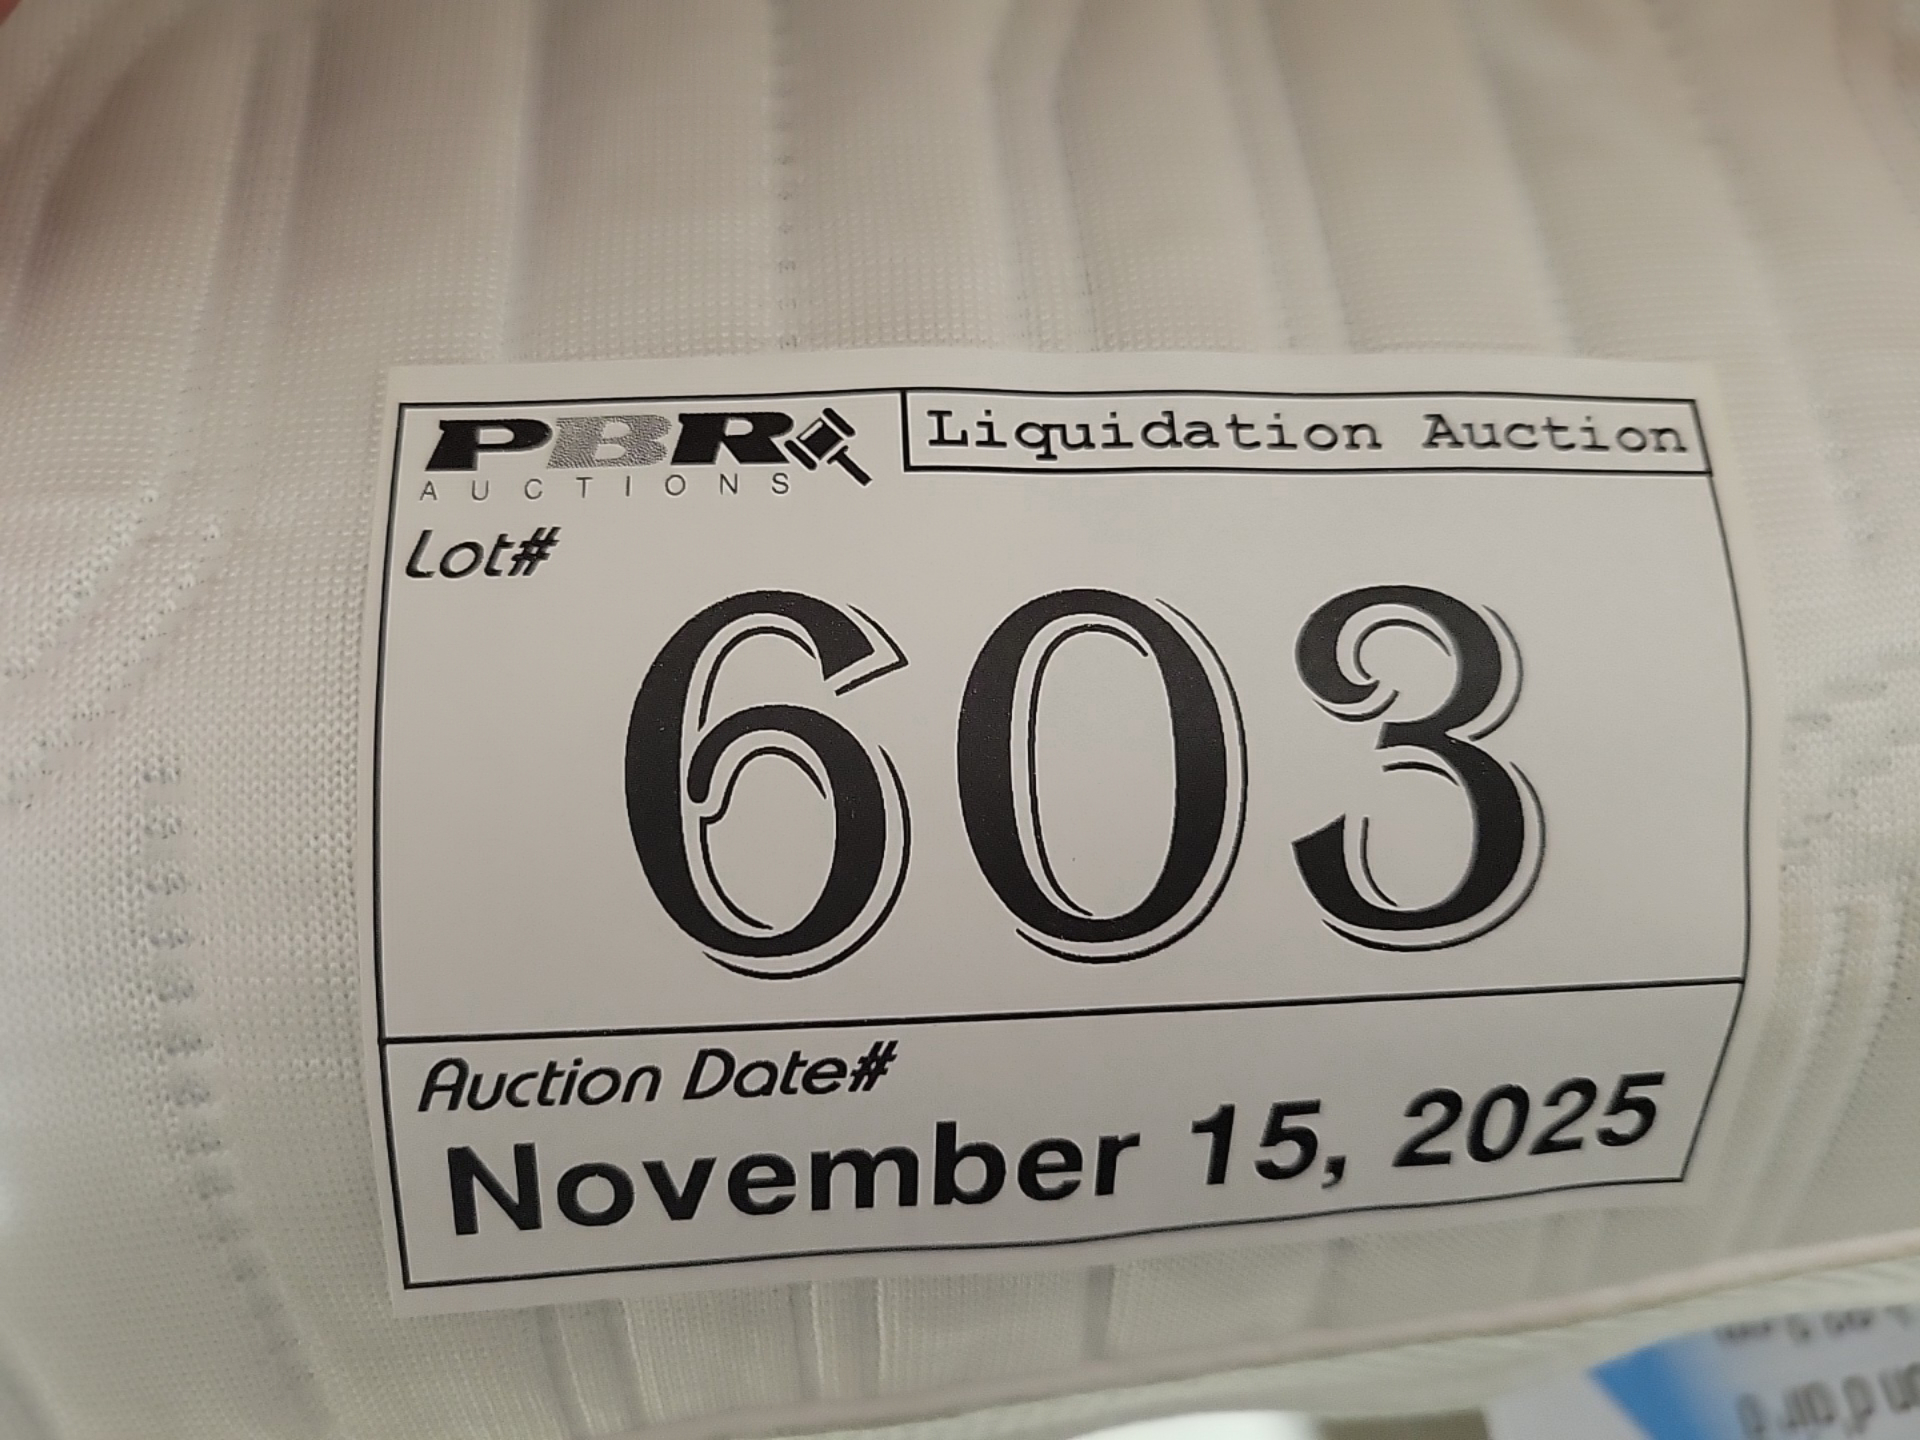 PBR
AUCTIONS
Liquidation Auction
Lot#
603
Auction Date#
November 15, 2025